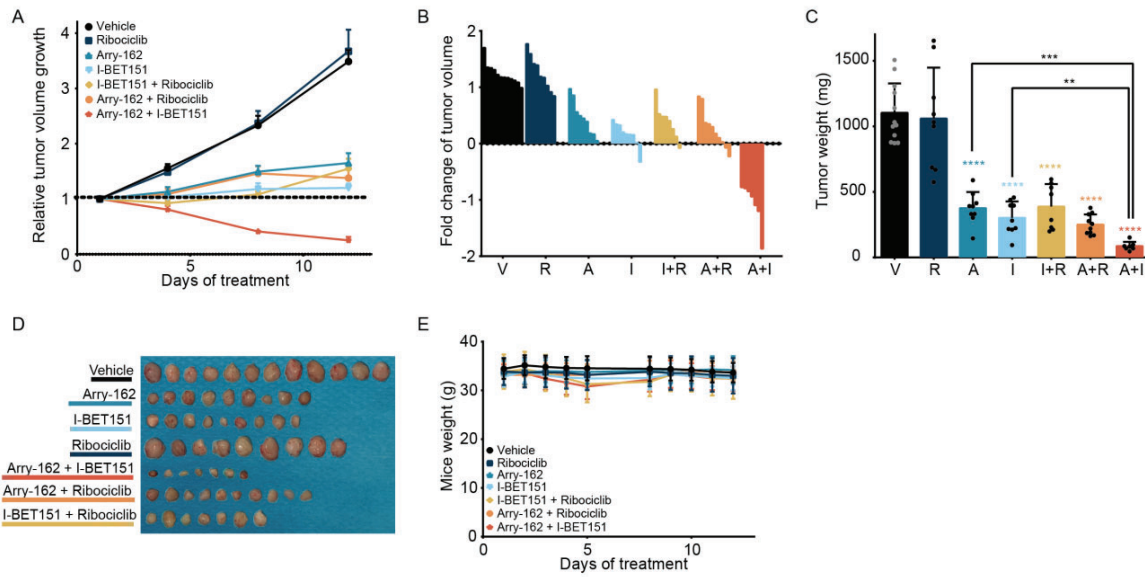 A
Relative tumor volume growth
4
3
2
1
0
0
5
10
Days of treatment
Vehicle
Ribociclib
Arry-162
I-BET151
I-BET151 + Ribociclib
Arry-162 + Ribociclib
Arry-162 + I-BET151
B
Fold change of tumor volume
2
1
0
-1
-2
V
R
A
I
I+R
A+R
A+I
C
Tumor weight (mg)
1500
1000
500
0
***
**
****
****
****
****
****
V
R
A
I
I+R
A+R
A+I
D
Vehicle
Arry-162
I-BET151
Ribociclib
Arry-162 + I-BET151
Arry-162 + Ribociclib
I-BET151 + Ribociclib
E
Mice weight (g)
40
30
20
10
0
Vehicle
Ribociclib
Arry-162
I-BET151
I-BET151 + Ribociclib
Arry-162 + Ribociclib
Arry-162 + I-BET151
0
5
10
Days of treatment